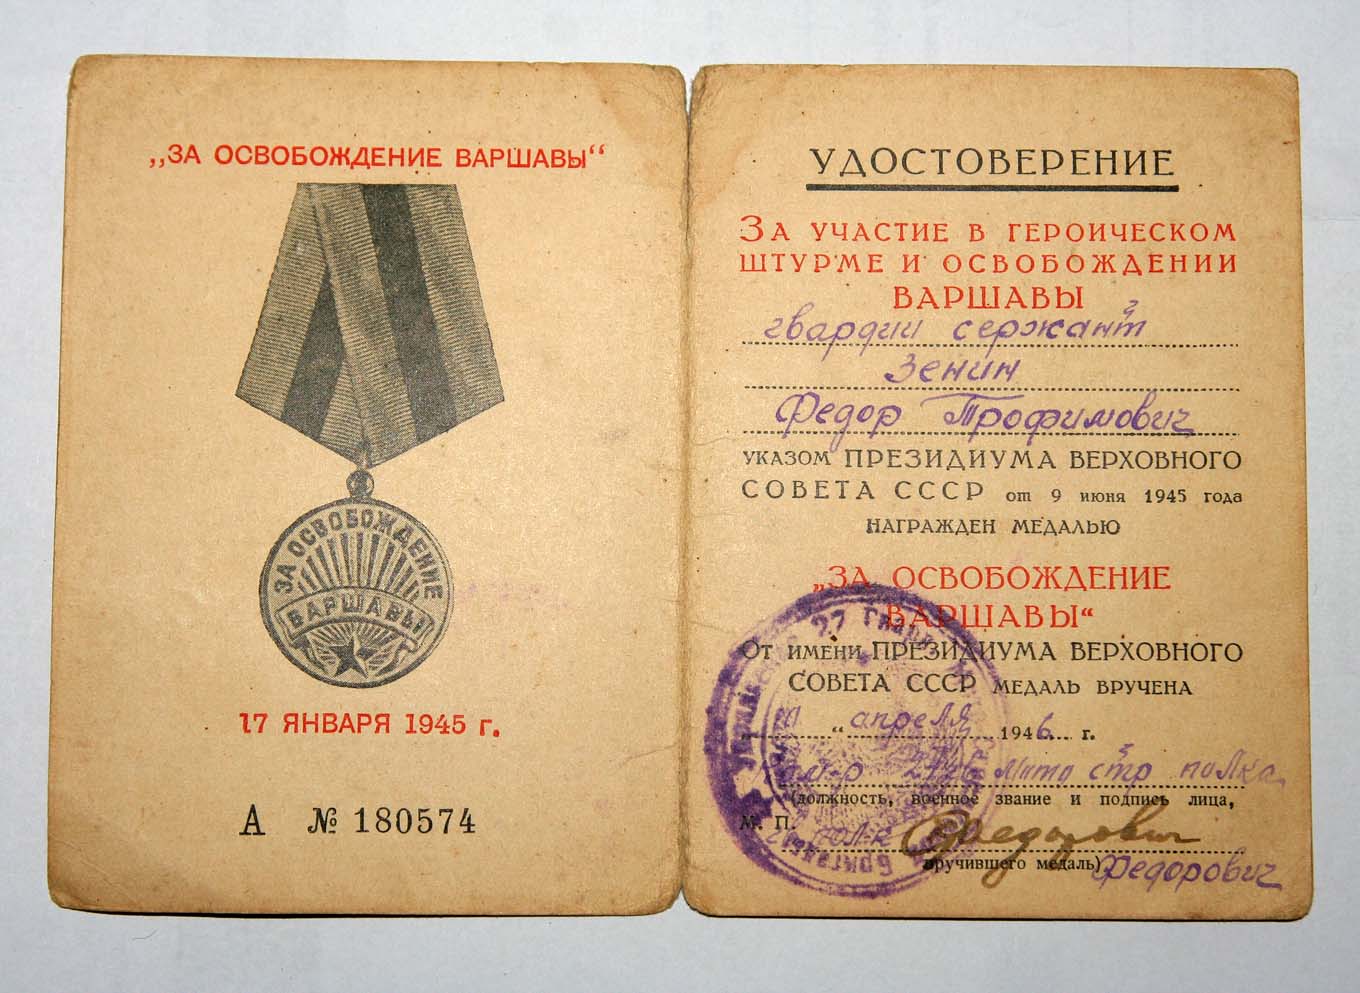 „ЗА ОСВОБОЖДЕНИЕ ВАРШАВЫ“
ЗА ОСВОБОЖДЕНИЕ
ВАРШАВЫ
17 ЯНВАРЯ 1945 г.
А № 180574
УДОСТОВЕРЕНИЕ
За участие в героическом
штурме и освобождении
Варшавы
гвардии сержант
Зенин
Федор Трофимович
указом ПРЕЗИДИУМА ВЕРХОВНОГО
СОВЕТА СССР от 9 июня 1945 года
награжден медалью
„ЗА ОСВОБОЖДЕНИЕ
ВАРШАВЫ“
От имени ПРЕЗИДИУМА ВЕРХОВНОГО
СОВЕТА СССР медаль вручена
“ апреля 1946 г.
мото стр полка
(должность, военное звание и подпись лица,
М. П.
вручившего медаль)
Федорович
27
Бригады